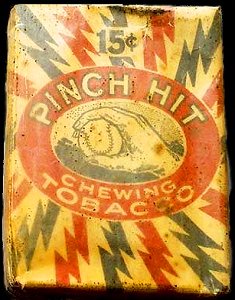 15¢
PINCH HIT
CHEWING
TOBACCO